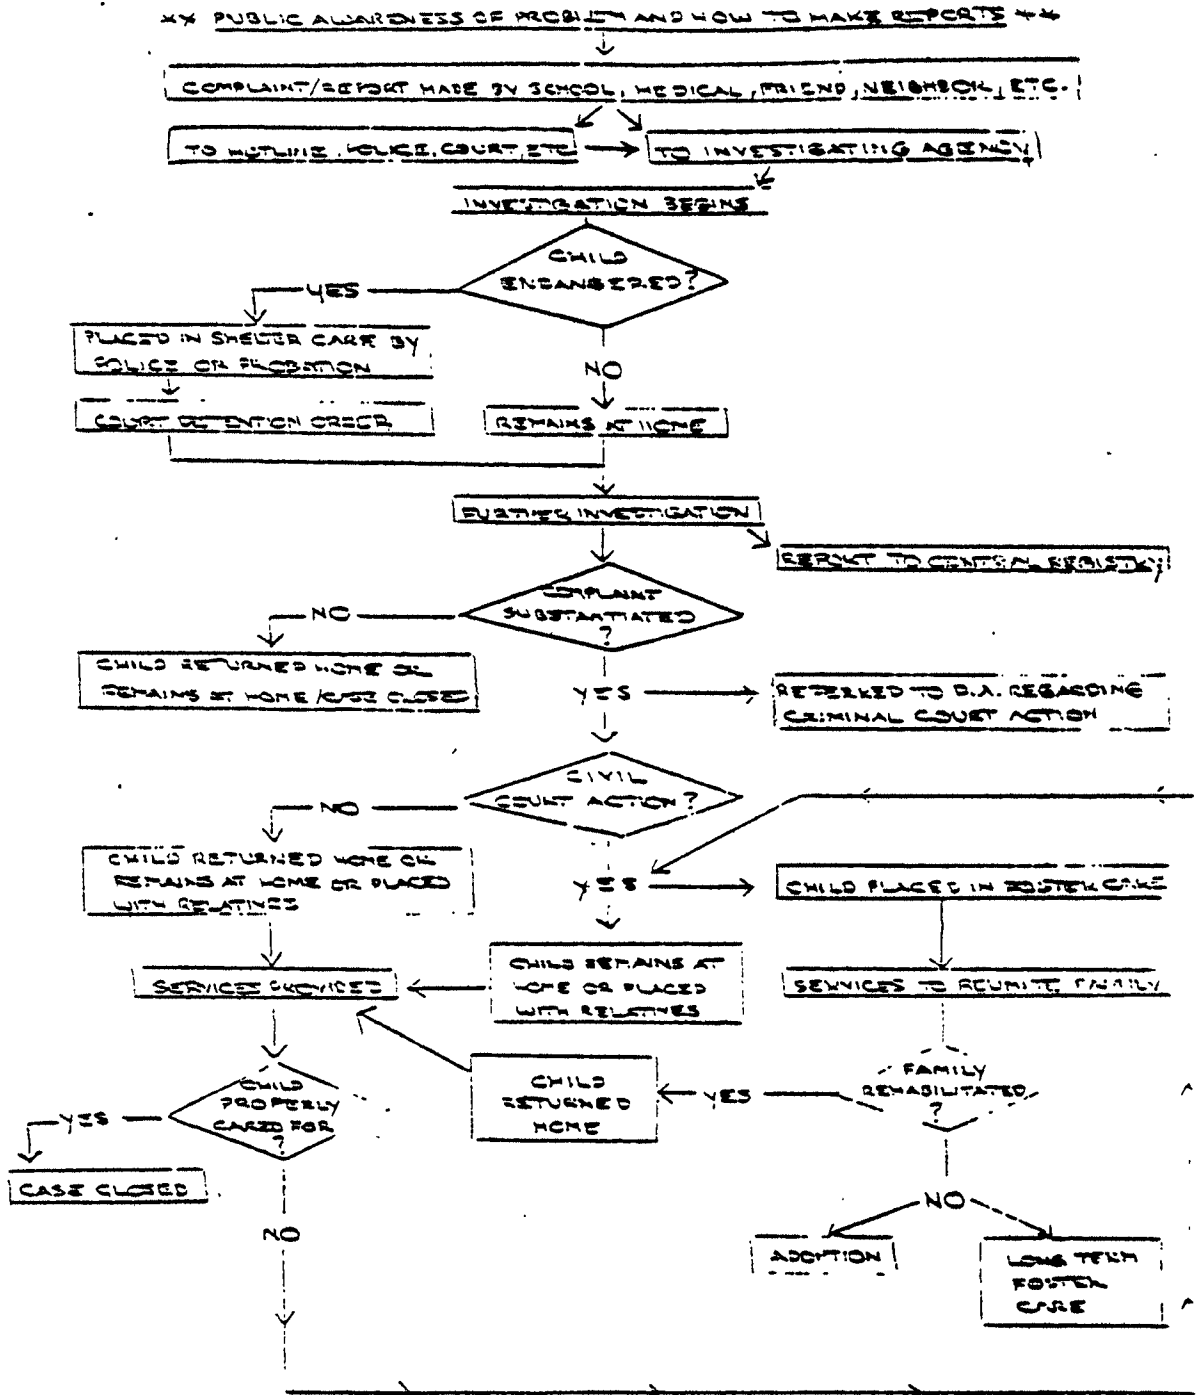 ** PUBLIC AWARENESS OF PROBLEM AND HOW TO MAKE REPORTS **
COMPLAINT/REPORT MADE BY SCHOOL, MEDICAL, FRIEND, NEIGHBOR, ETC.
TO HOTLINE, POLICE, COURT, ETC
TO INVESTIGATING AGENCY
INVESTIGATION BEGINS
CHILD
ENDANGERED?
YES
PLACED IN SHELTER CARE BY
POLICE OR PROBATION
NO
COURT DETENTION ORDER
REMAINS AT HOME
FURTHER INVESTIGATION
REPORT TO CENTRAL REGISTRY
COMPLAINT
SUBSTANTIATED
?
NO
CHILD RETURNED HOME OR
REMAINS AT HOME/CASE CLOSED
YES
REFERRED TO D.A. REGARDING
CRIMINAL COURT ACTION
CIVIL
COURT ACTION?
NO
CHILD RETURNED HOME OR
REMAINS AT HOME OR PLACED
WITH RELATIVES
YES
CHILD PLACED IN FOSTER CARE
SERVICES PROVIDED
CHILD REMAINS AT
HOME OR PLACED
WITH RELATIVES
SERVICES TO REUNITE FAMILY
CHILD
PROPERLY
CARED FOR
?
YES
CASE CLOSED
CHILD
RETURNED
HOME
YES
FAMILY
REHABILITATED
?
NO
NO
ADOPTION
LONG TERM
FOSTER
CARE